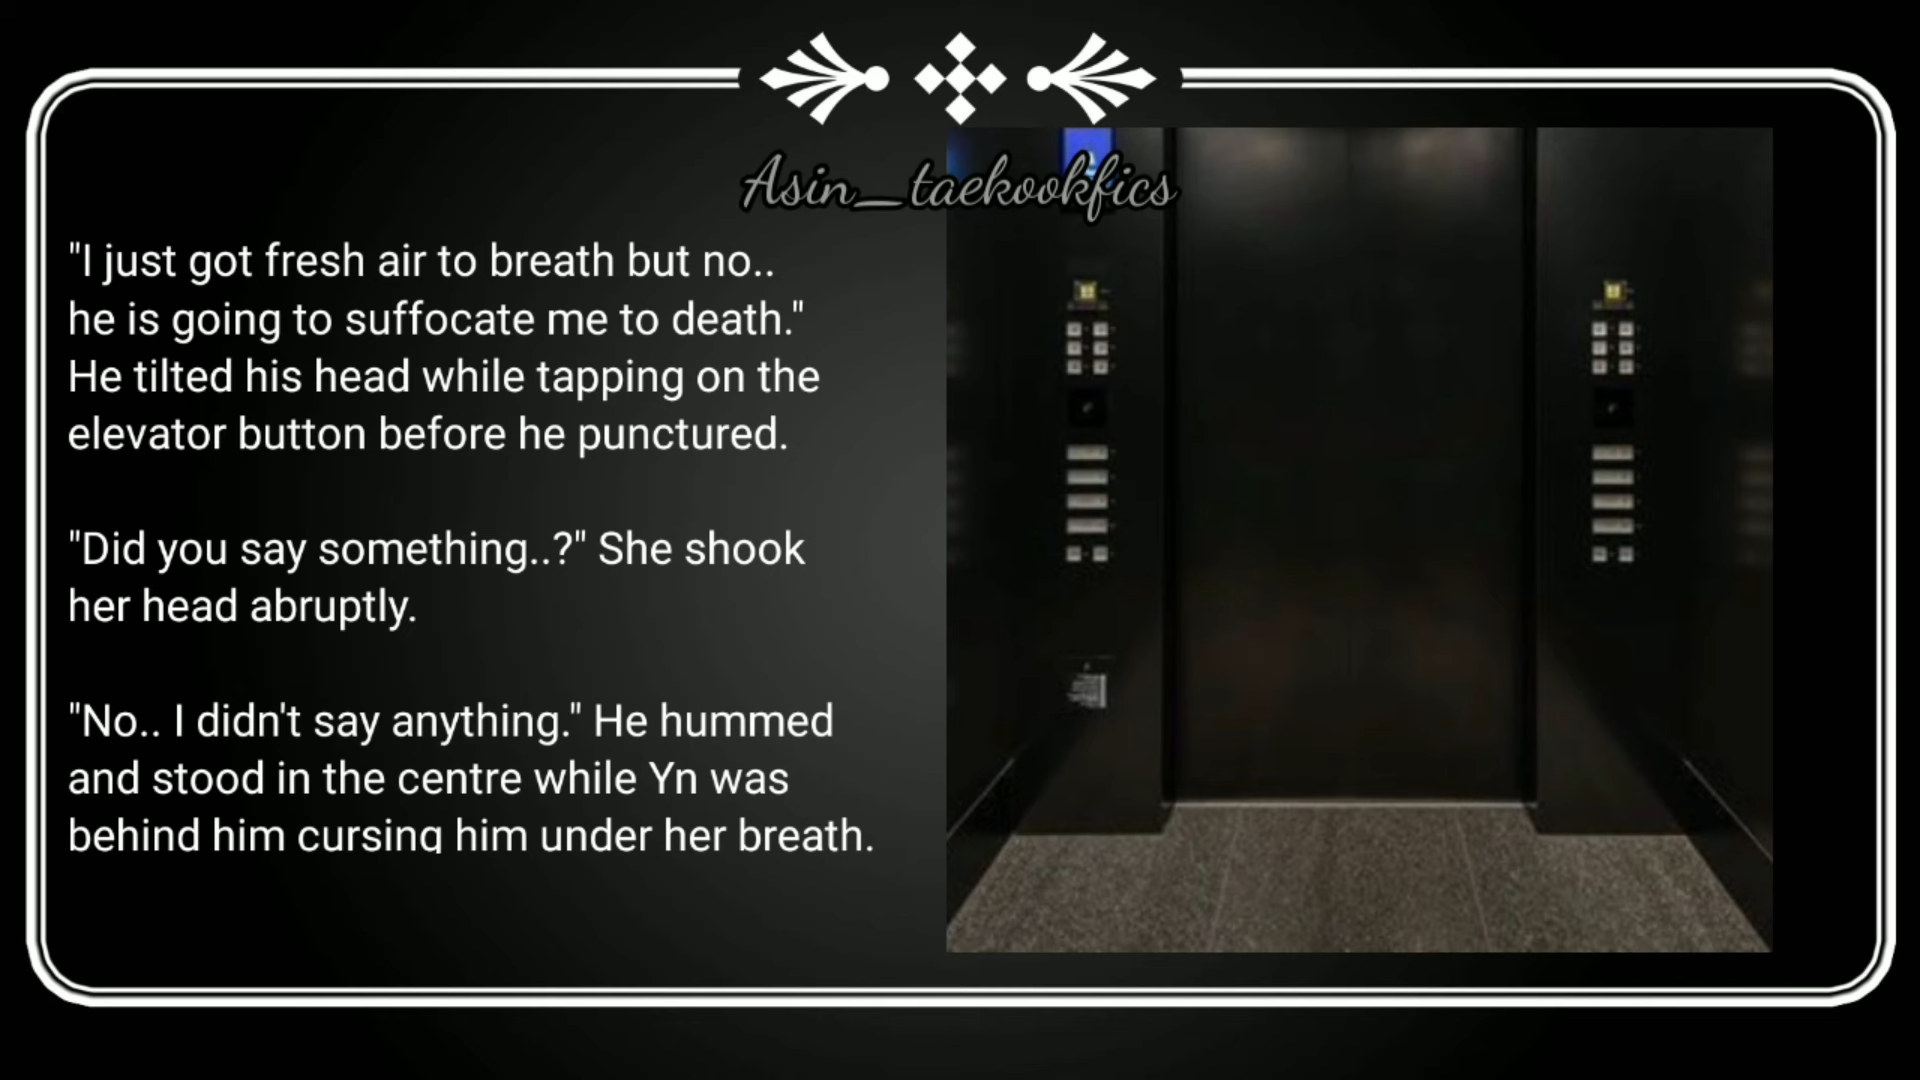 Asin_taekookfics
"I just got fresh air to breath but no..
he is going to suffocate me to death."
He tilted his head while tapping on the
elevator button before he punctured.
"Did you say something..?" She shook
her head abruptly.
"No.. I didn't say anything." He hummed
and stood in the centre while Yn was
behind him cursing him under her breath.